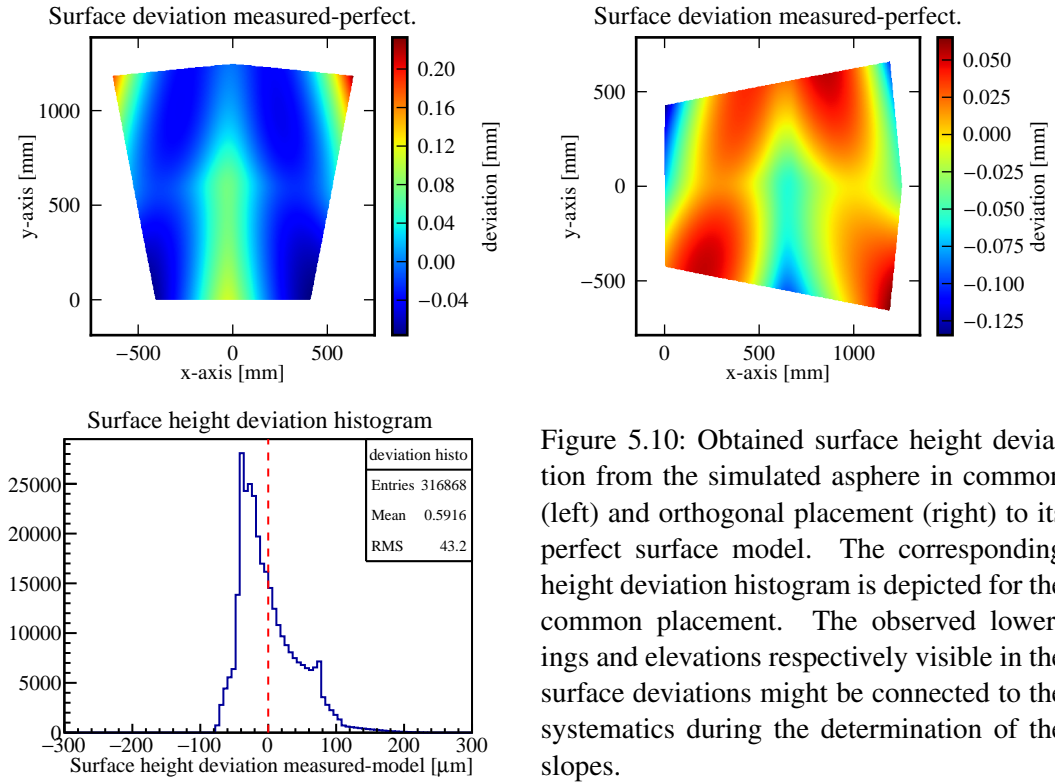 Surface deviation measured-perfect.
1000
500
0
y-axis [mm]
−500 0 500
x-axis [mm]
0.20
0.16
0.12
0.08
0.04
0.00
−0.04
deviation [mm]
Surface deviation measured-perfect.
500
0
−500
y-axis [mm]
0 500 1000
x-axis [mm]
0.050
0.025
0.000
−0.025
−0.050
−0.075
−0.100
−0.125
deviation [mm]
Surface height deviation histogram
deviation histo
Entries 316868
Mean 0.5916
RMS 43.2
25000
20000
15000
10000
5000
0
−300 −200 −100 0 100 200 300
Surface height deviation measured-model [μm]
Figure 5.10: Obtained surface height devia-
tion from the simulated asphere in common
(left) and orthogonal placement (right) to its
perfect surface model. The corresponding
height deviation histogram is depicted for the
common placement. The observed lower-
ings and elevations respectively visible in the
surface deviations might be connected to the
systematics during the determination of the
slopes.